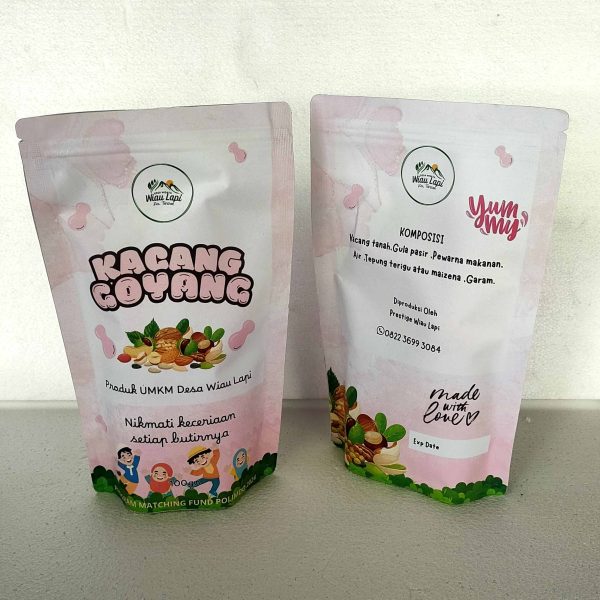 Wiau Lapi
KACANG
GOYANG
Produk UMKM Desa Wiau Lapi
Nikmati keceriaan
setiap butirnya
MATCHING FUND
Wiau Lapi
Yum
my
KOMPOSISI
Kacang tanah.Gula pasir .Pewarna makanan.
Air .Tepung terigu atau maizena .Garam.
Diproduksi Oleh
Prestige Wiau Lapi
0822 3699 3084
made
with
love
Exp Date